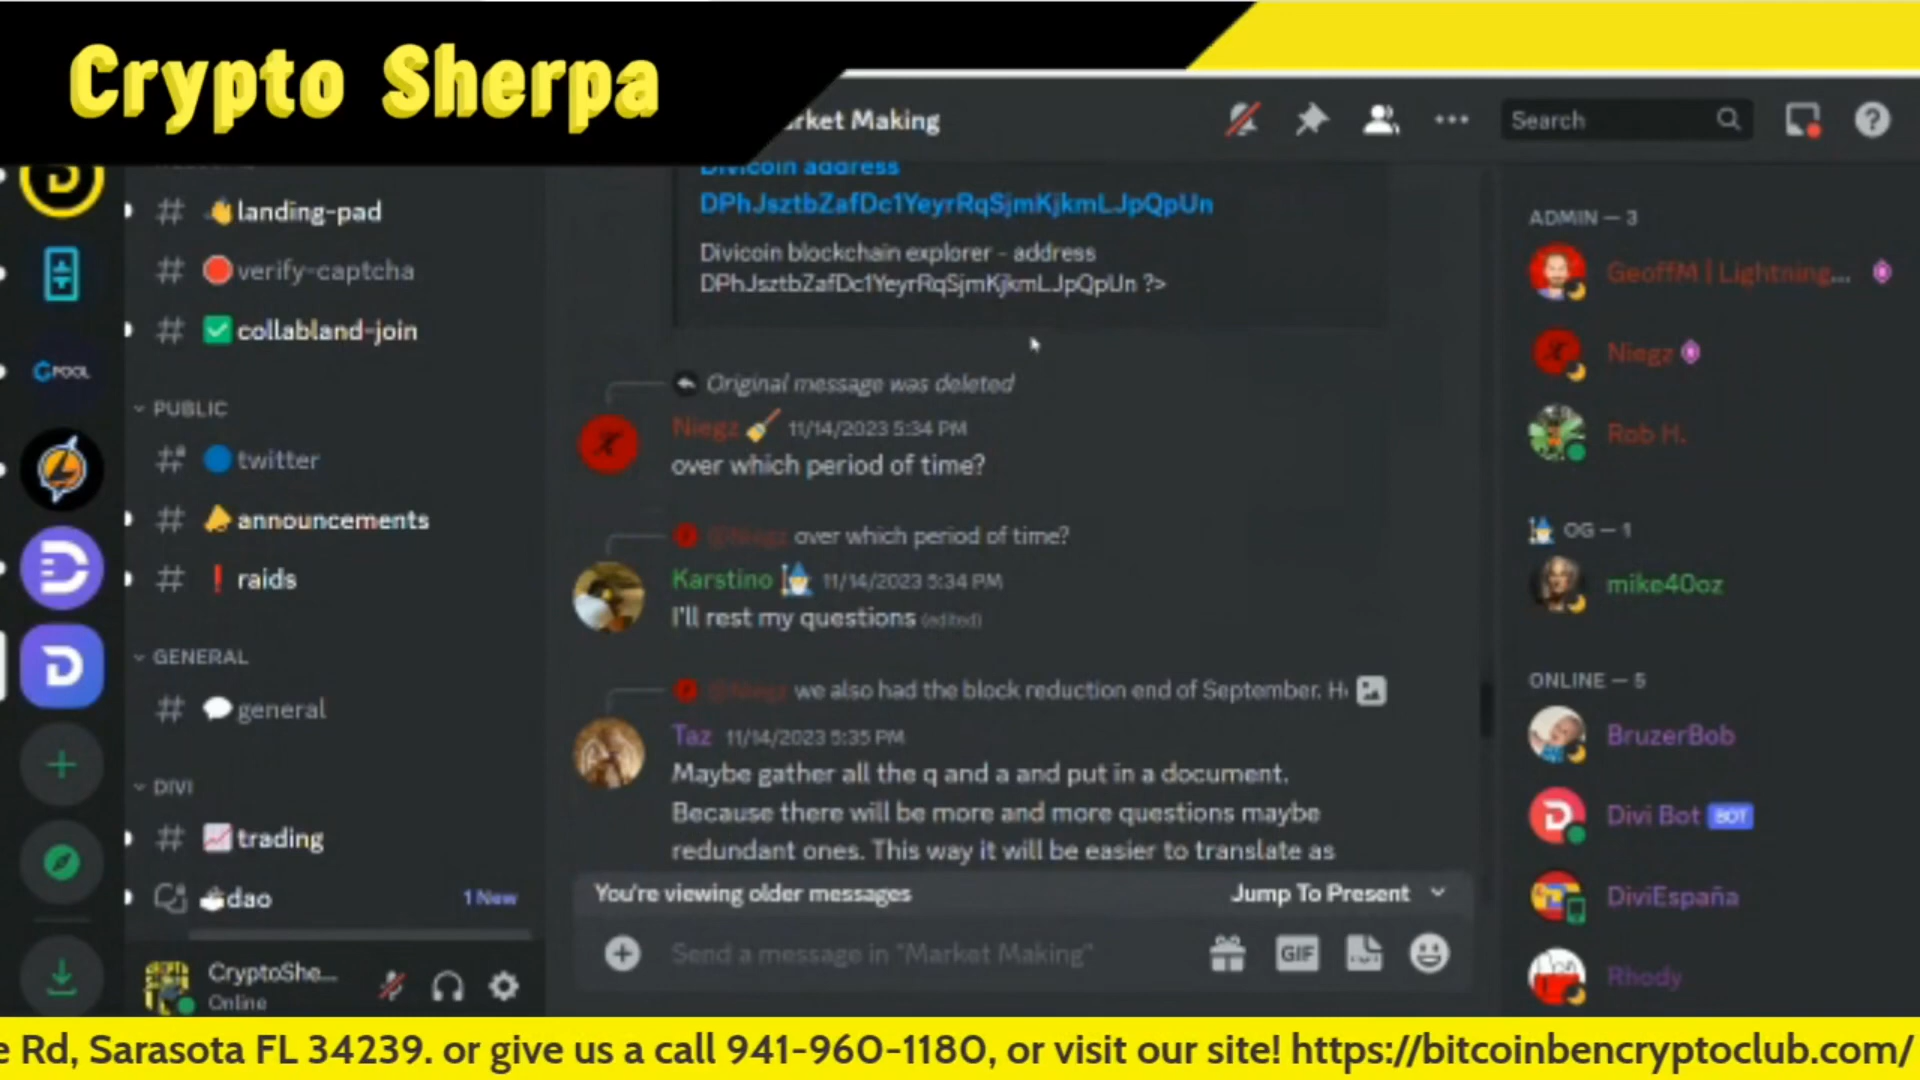 Crypto Sherpa
rket Making
Search
landing-pad
verify-captcha
collabland-join
PUBLIC
twitter
announcements
raids
GENERAL
general
DIVI
trading
dao
1 New
CryptoShe...
Online
GPOOL
Divicoin address
DPhJsztbZafDc1YeyrRqSjmKjkmLJpQpUn
Divicoin blockchain explorer - address
DPhJsztbZafDc1YeyrRqSjmKjkmLJpQpUn ?>
Original message was deleted
Niegz 11/14/2023 5:34 PM
over which period of time?
@Niegz over which period of time?
Karstino 11/14/2023 5:34 PM
I'll rest my questions (edited)
@Niegz we also had the block reduction end of September. H
Taz 11/14/2023 5:35 PM
Maybe gather all the q and a and put in a document.
Because there will be more and more questions maybe
redundant ones. This way it will be easier to translate as
You're viewing older messages
Jump To Present
Send a message in "Market Making"
GIF
ADMIN — 3
GeoffM | Lightning...
Niegz
Rob H.
OG — 1
mike40oz
ONLINE — 5
BruzerBob
Divi Bot BOT
DiviEspaña
Rhody
e Rd, Sarasota FL 34239. or give us a call 941-960-1180, or visit our site! https://bitcoinbencryptoclub.com/